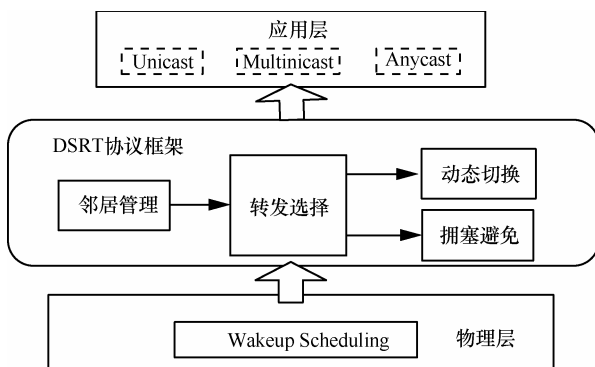 应用层
Unicast Multinicast Anycast
DSRT协议框架
邻居管理
转发选择
动态切换
拥塞避免
Wakeup Scheduling
物理层